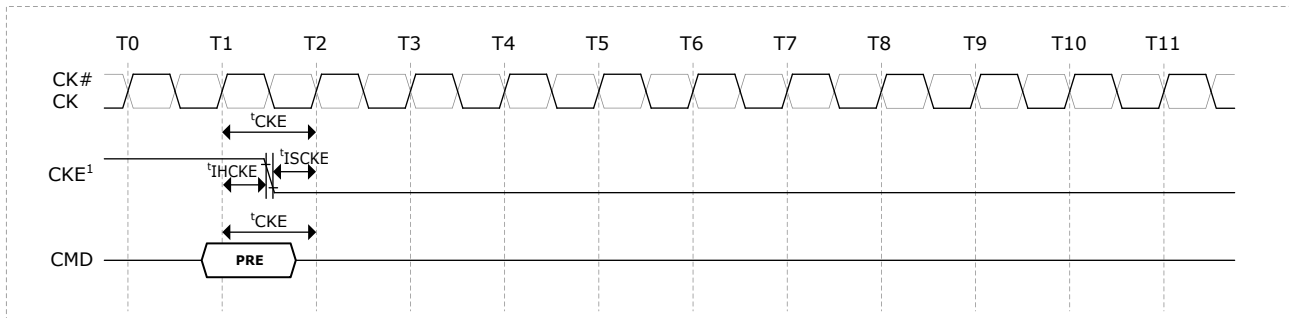 T0 T1 T2 T3 T4 T5 T6 T7 T8 T9 T10 T11
CK#
CK
tCKE
tISCKE
CKE1
tIHCKE
tCKE
CMD
PRE